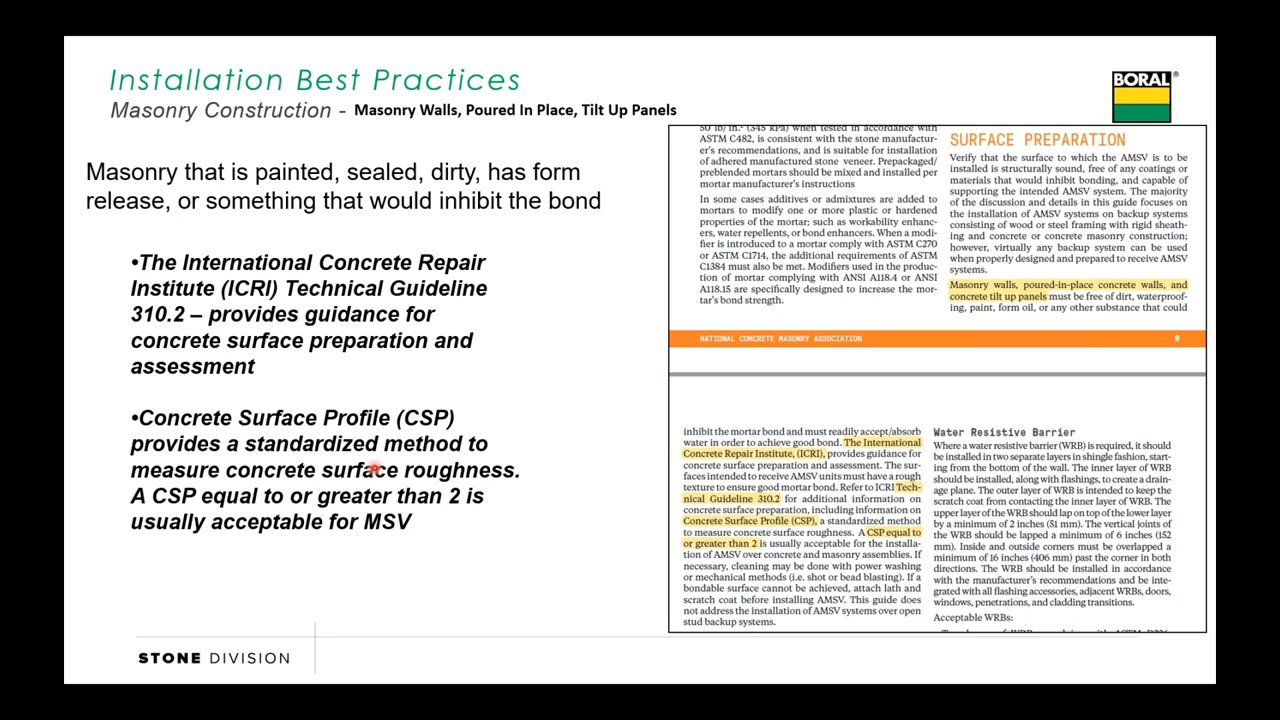 Installation Best Practices
Masonry Construction - Masonry Walls, Poured In Place, Tilt Up Panels
BORAL®
Masonry that is painted, sealed, dirty, has form
release, or something that would inhibit the bond
•The International Concrete Repair
Institute (ICRI) Technical Guideline
310.2 – provides guidance for
concrete surface preparation and
assessment
•Concrete Surface Profile (CSP)
provides a standardized method to
measure concrete surface roughness.
A CSP equal to or greater than 2 is
usually acceptable for MSV
50 lb/in.² (345 kPa) when tested in accordance with
ASTM C482, is consistent with the stone manufactur-
er's recommendations, and is suitable for installation
of adhered manufactured stone veneer. Prepackaged/
preblended mortars should be mixed and installed per
mortar manufacturer's instructions
In some cases additives or admixtures are added to
mortars to modify one or more plastic or hardened
properties of the mortar; such as workability enhanc-
ers, water repellents, or bond enhancers. When a modi-
fier is introduced to a mortar comply with ASTM C270
or ASTM C1714, the additional requirements of ASTM
C1384 must also be met. Modifiers used in the produc-
tion of mortar complying with ANSI A118.4 or ANSI
A118.15 are specifically designed to increase the mor-
tar's bond strength.
SURFACE PREPARATION
Verify that the surface to which the AMSV is to be
installed is structurally sound, free of any coatings or
materials that would inhibit bonding, and capable of
supporting the intended AMSV system. The majority
of the discussion and details in this guide focuses on
the installation of AMSV systems on backup systems
consisting of wood or steel framing with rigid sheath-
ing and concrete or concrete masonry construction;
however, virtually any backup system can be used
when properly designed and prepared to receive AMSV
systems.
Masonry walls, poured-in-place concrete walls, and
concrete tilt up panels must be free of dirt, waterproof-
ing, paint, form oil, or any other substance that could
NATIONAL CONCRETE MASONRY ASSOCIATION 9
inhibit the mortar bond and must readily accept/absorb
water in order to achieve good bond. The International
Concrete Repair Institute, (ICRI), provides guidance for
concrete surface preparation and assessment. The sur-
faces intended to receive AMSV units must have a rough
texture to ensure good mortar bond. Refer to ICRI Tech-
nical Guideline 310.2 for additional information on
concrete surface preparation, including information on
Concrete Surface Profile (CSP), a standardized method
to measure concrete surface roughness. A CSP equal to
or greater than 2 is usually acceptable for the installa-
tion of AMSV over concrete and masonry assemblies. If
necessary, cleaning may be done with power washing
or mechanical methods (i.e. shot or bead blasting). If a
bondable surface cannot be achieved, attach lath and
scratch coat before installing AMSV. This guide does
not address the installation of AMSV systems over open
stud backup systems.
Water Resistive Barrier
Where a water resistive barrier (WRB) is required, it should
be installed in two separate layers in shingle fashion, start-
ing from the bottom of the wall. The inner layer of WRB
should be installed, along with flashings, to create a drain-
age plane. The outer layer of WRB is intended to keep the
scratch coat from contacting the inner layer of WRB. The
upper layer of the WRB should lap on top of the lower layer
by a minimum of 2 inches (51 mm). The vertical joints of
the WRB should be lapped a minimum of 6 inches (152
mm). Inside and outside corners must be overlapped a
minimum of 16 inches (406 mm) past the corner in both
directions. The WRB should be installed in accordance
with the manufacturer's recommendations and be inte-
grated with all flashing accessories, adjacent WRBs, doors,
windows, penetrations, and cladding transitions.
Acceptable WRBs:
STONE DIVISION